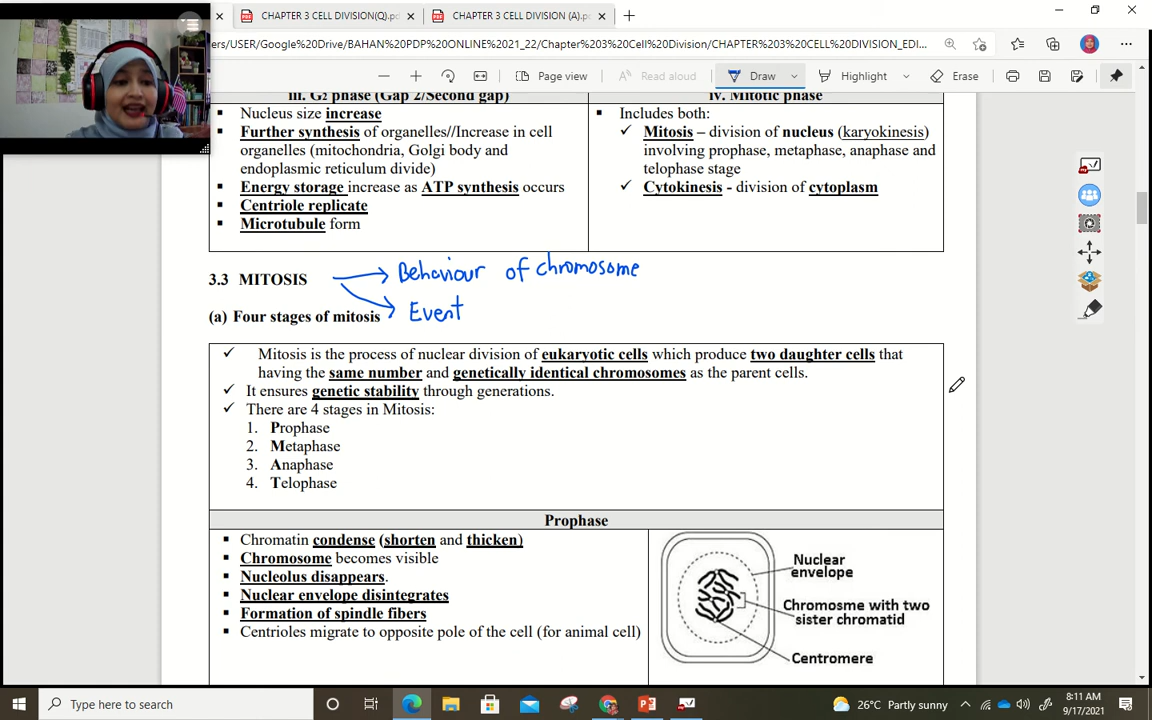 CHAPTER 3 CELL DIVISION(Q).pd
CHAPTER 3 CELL DIVISION (A).p
ers/USER/Google%20Drive/BAHAN%20PDP%20ONLINE%202021_22/Chapter%203%20Cell%20Division/CHAPTER%203%20CELL%20DIVISION_EDI...
Page view
Read aloud
Draw
Highlight
Erase
iii. G2 phase (Gap 2/Second gap)
Nucleus size increase
Further synthesis of organelles//Increase in cell
organelles (mitochondria, Golgi body and
endoplasmic reticulum divide)
Energy storage increase as ATP synthesis occurs
Centriole replicate
Microtubule form
iv. Mitotic phase
Includes both:
Mitosis – division of nucleus (karyokinesis)
involving prophase, metaphase, anaphase and
telophase stage
Cytokinesis - division of cytoplasm
3.3 MITOSIS
Behaviour of chromosome
Event
(a) Four stages of mitosis
Mitosis is the process of nuclear division of eukaryotic cells which produce two daughter cells that
having the same number and genetically identical chromosomes as the parent cells.
It ensures genetic stability through generations.
There are 4 stages in Mitosis:
1. Prophase
2. Metaphase
3. Anaphase
4. Telophase
Prophase
Chromatin condense (shorten and thicken)
Chromosome becomes visible
Nucleolus disappears.
Nuclear envelope disintegrates
Formation of spindle fibers
Centrioles migrate to opposite pole of the cell (for animal cell)
Nuclear
envelope
Chromosme with two
sister chromatid
Centromere
Type here to search
26°C Partly sunny
8:11 AM
9/17/2021